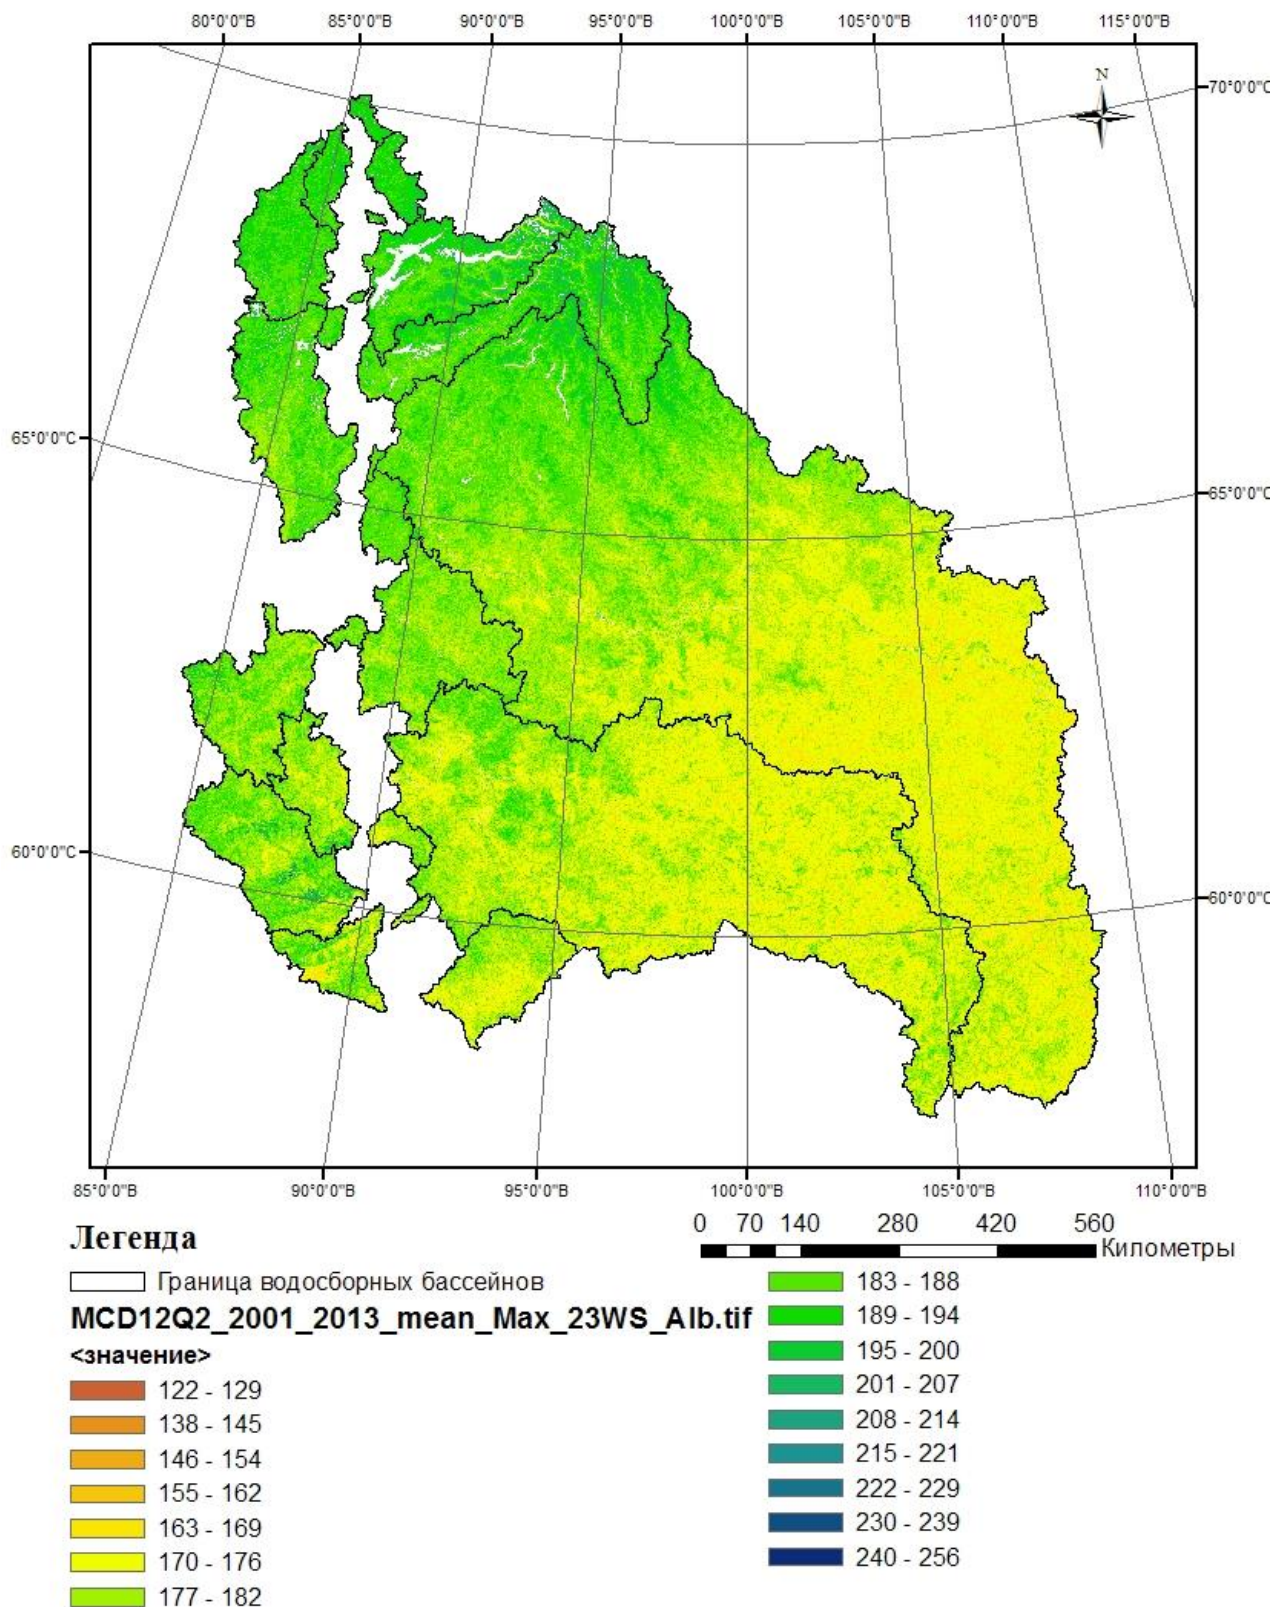 80°0'0"В 85°0'0"В 90°0'0"В 95°0'0"В 100°0'0"В 105°0'0"В 110°0'0"В 115°0'0"В
N
70°0'0"С
65°0'0"С
65°0'0"С
60°0'0"С
60°0'0"С
85°0'0"В 90°0'0"В 95°0'0"В 100°0'0"В 105°0'0"В 110°0'0"В
0 70 140 280 420 560
Километры
Легенда
Граница водосборных бассейнов
MCD12Q2_2001_2013_mean_Max_23WS_Alb.tif
<значение>
122 - 129
138 - 145
146 - 154
155 - 162
163 - 169
170 - 176
177 - 182
183 - 188
189 - 194
195 - 200
201 - 207
208 - 214
215 - 221
222 - 229
230 - 239
240 - 256